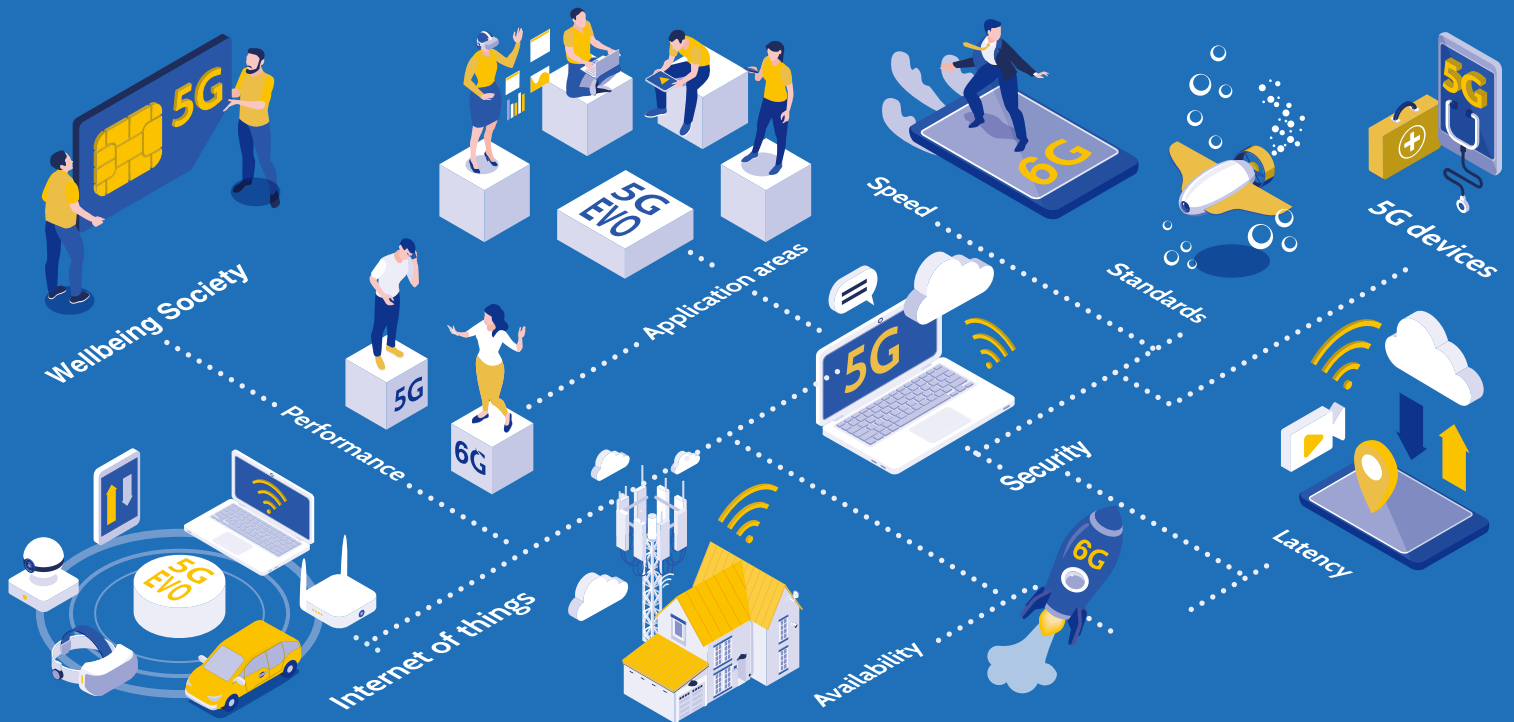 5G
5G
EVO
6G
5G
Speed
5G devices
Standards
Application areas
Wellbeing Society
5G
5G
6G
Performance
Security
5G
EVO
6G
Latency
Internet of things
Availability